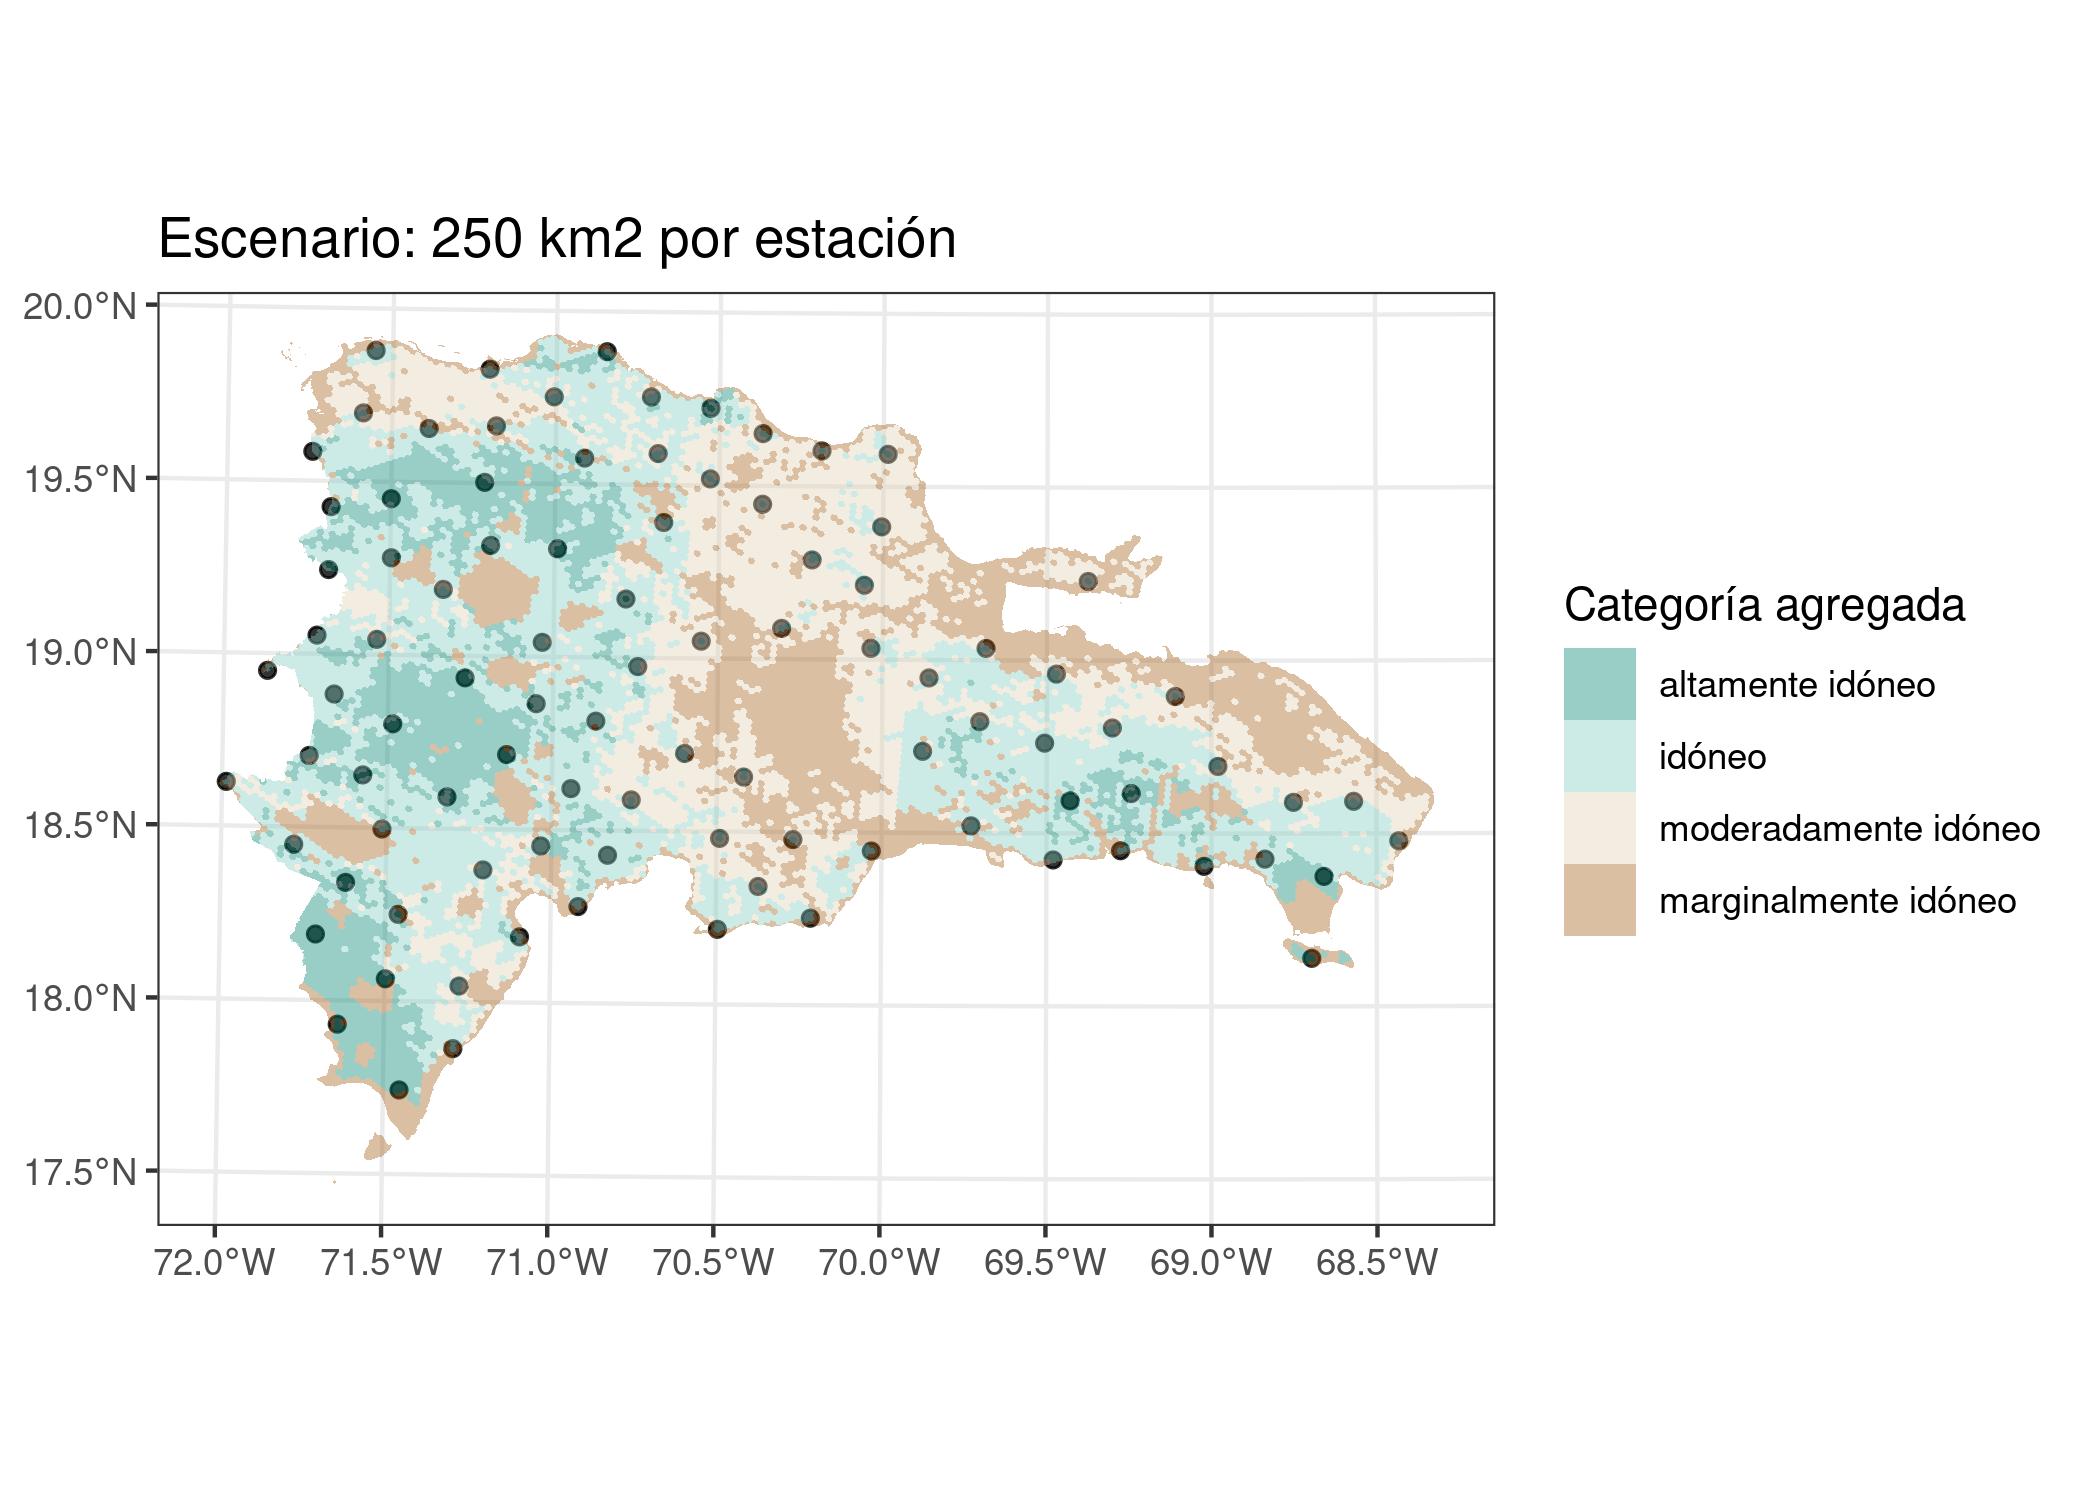 Escenario: 250 km2 por estación
20.0°N
19.5°N
19.0°N
18.5°N
18.0°N
17.5°N
72.0°W 71.5°W 71.0°W 70.5°W 70.0°W 69.5°W 69.0°W 68.5°W
Categoría agregada
altamente idóneo
idóneo
moderadamente idóneo
marginalmente idóneo